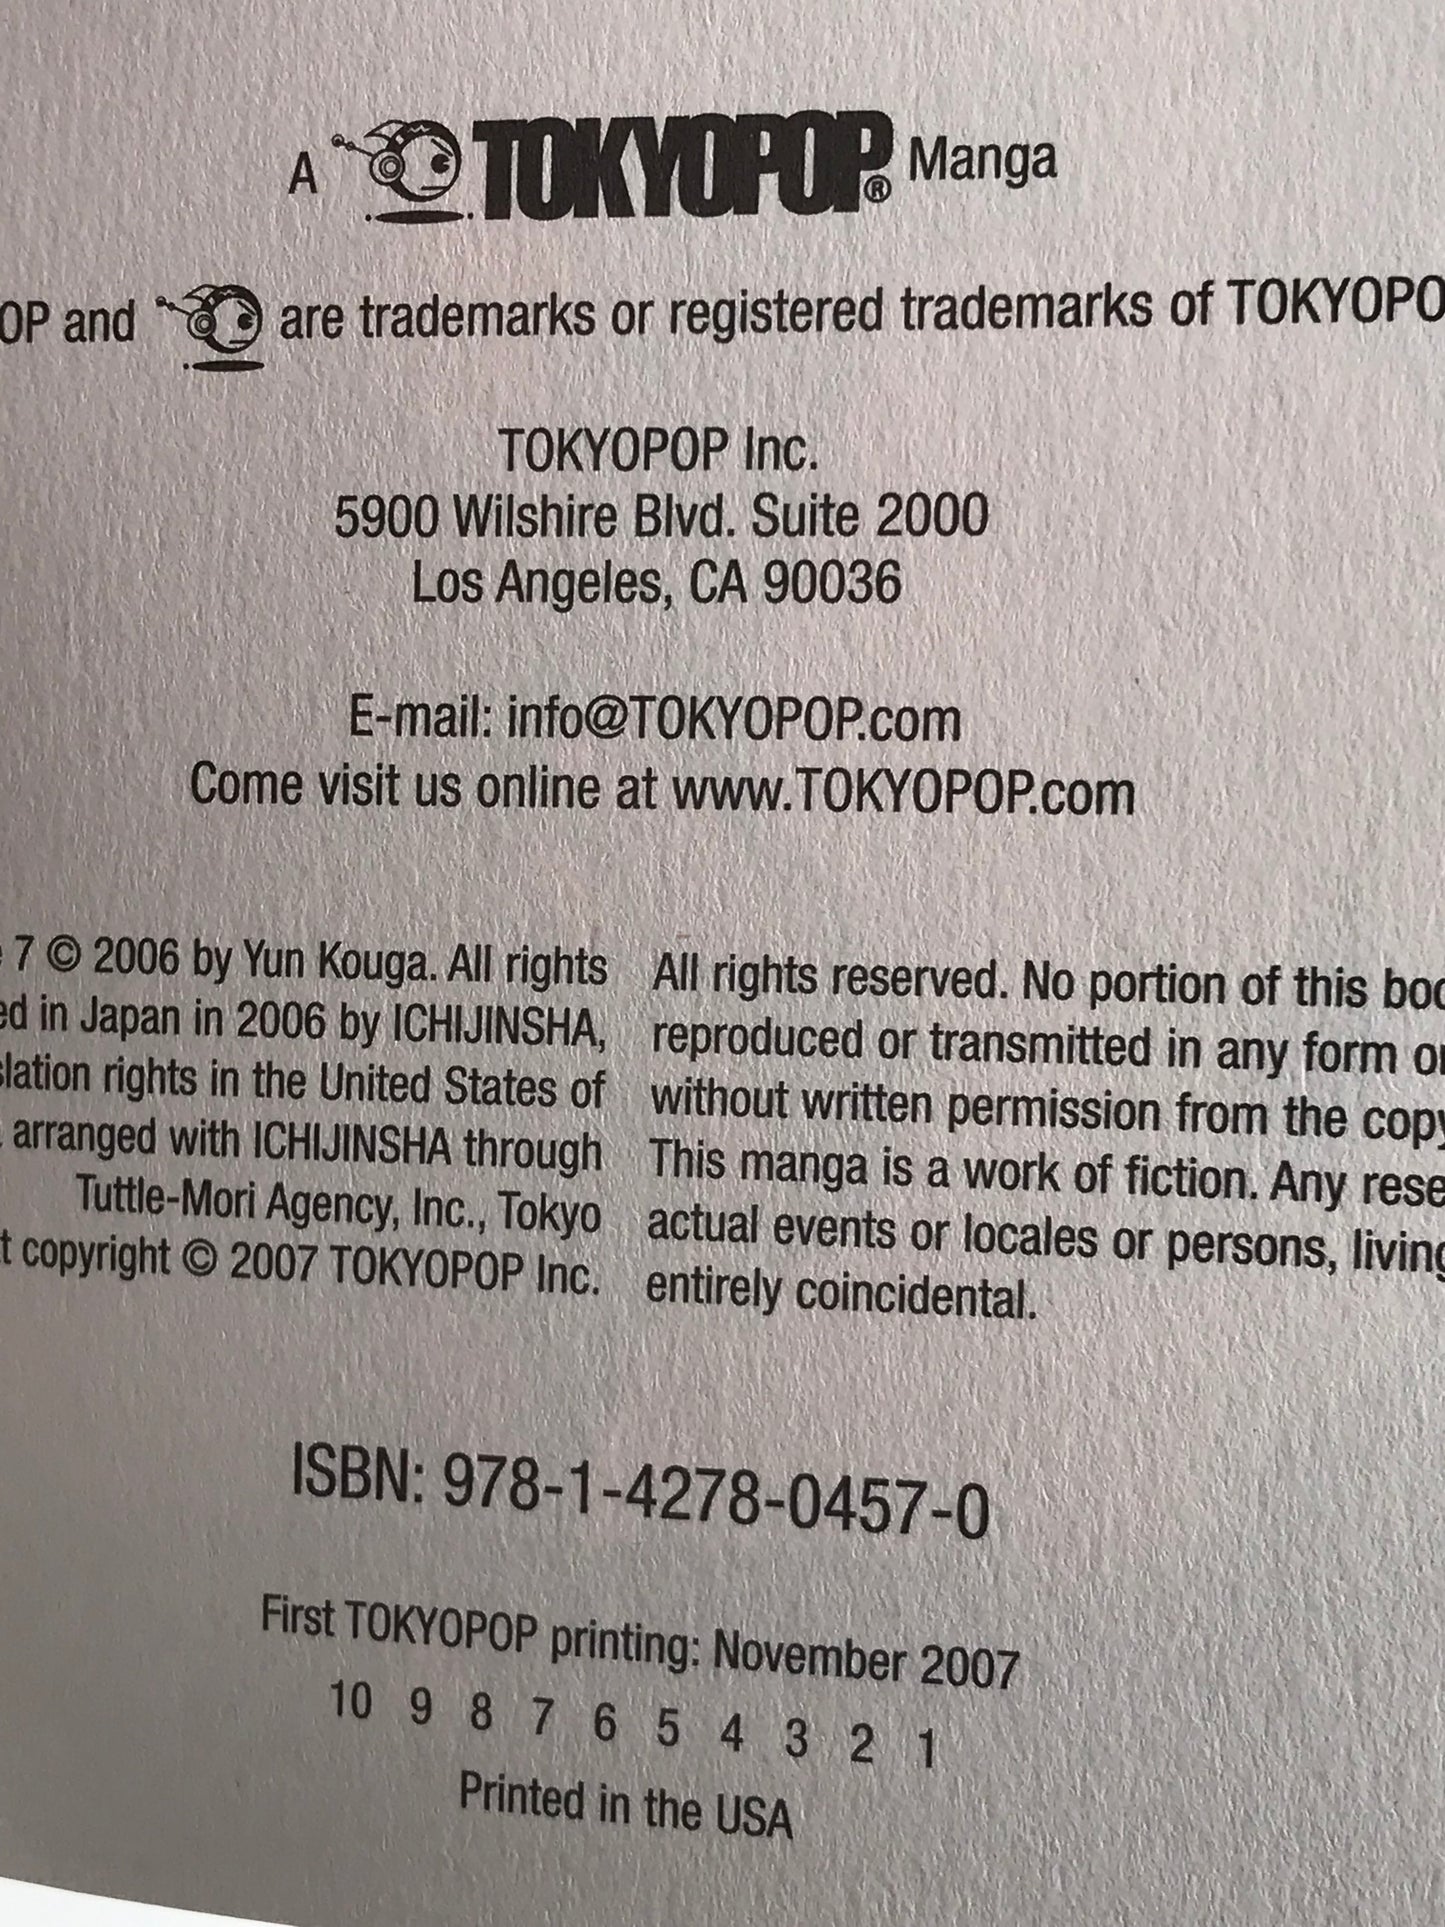 A TOKYOPOP® Manga
OP and are trademarks or registered trademarks of TOKYOPO
TOKYOPOP Inc.
5900 Wilshire Blvd. Suite 2000
Los Angeles, CA 90036
E-mail: info@TOKYOPOP.com
Come visit us online at www.TOKYOPOP.com
7 © 2006 by Yun Kouga. All rights
ed in Japan in 2006 by ICHIJINSHA,
lation rights in the United States of
arranged with ICHIJINSHA through
Tuttle-Mori Agency, Inc., Tokyo
t copyright © 2007 TOKYOPOP Inc.
All rights reserved. No portion of this boo
reproduced or transmitted in any form or
without written permission from the copy
This manga is a work of fiction. Any rese
actual events or locales or persons, living
entirely coincidental.
ISBN: 978-1-4278-0457-0
First TOKYOPOP printing: November 2007
10 9 8 7 6 5 4 3 2 1
Printed in the USA